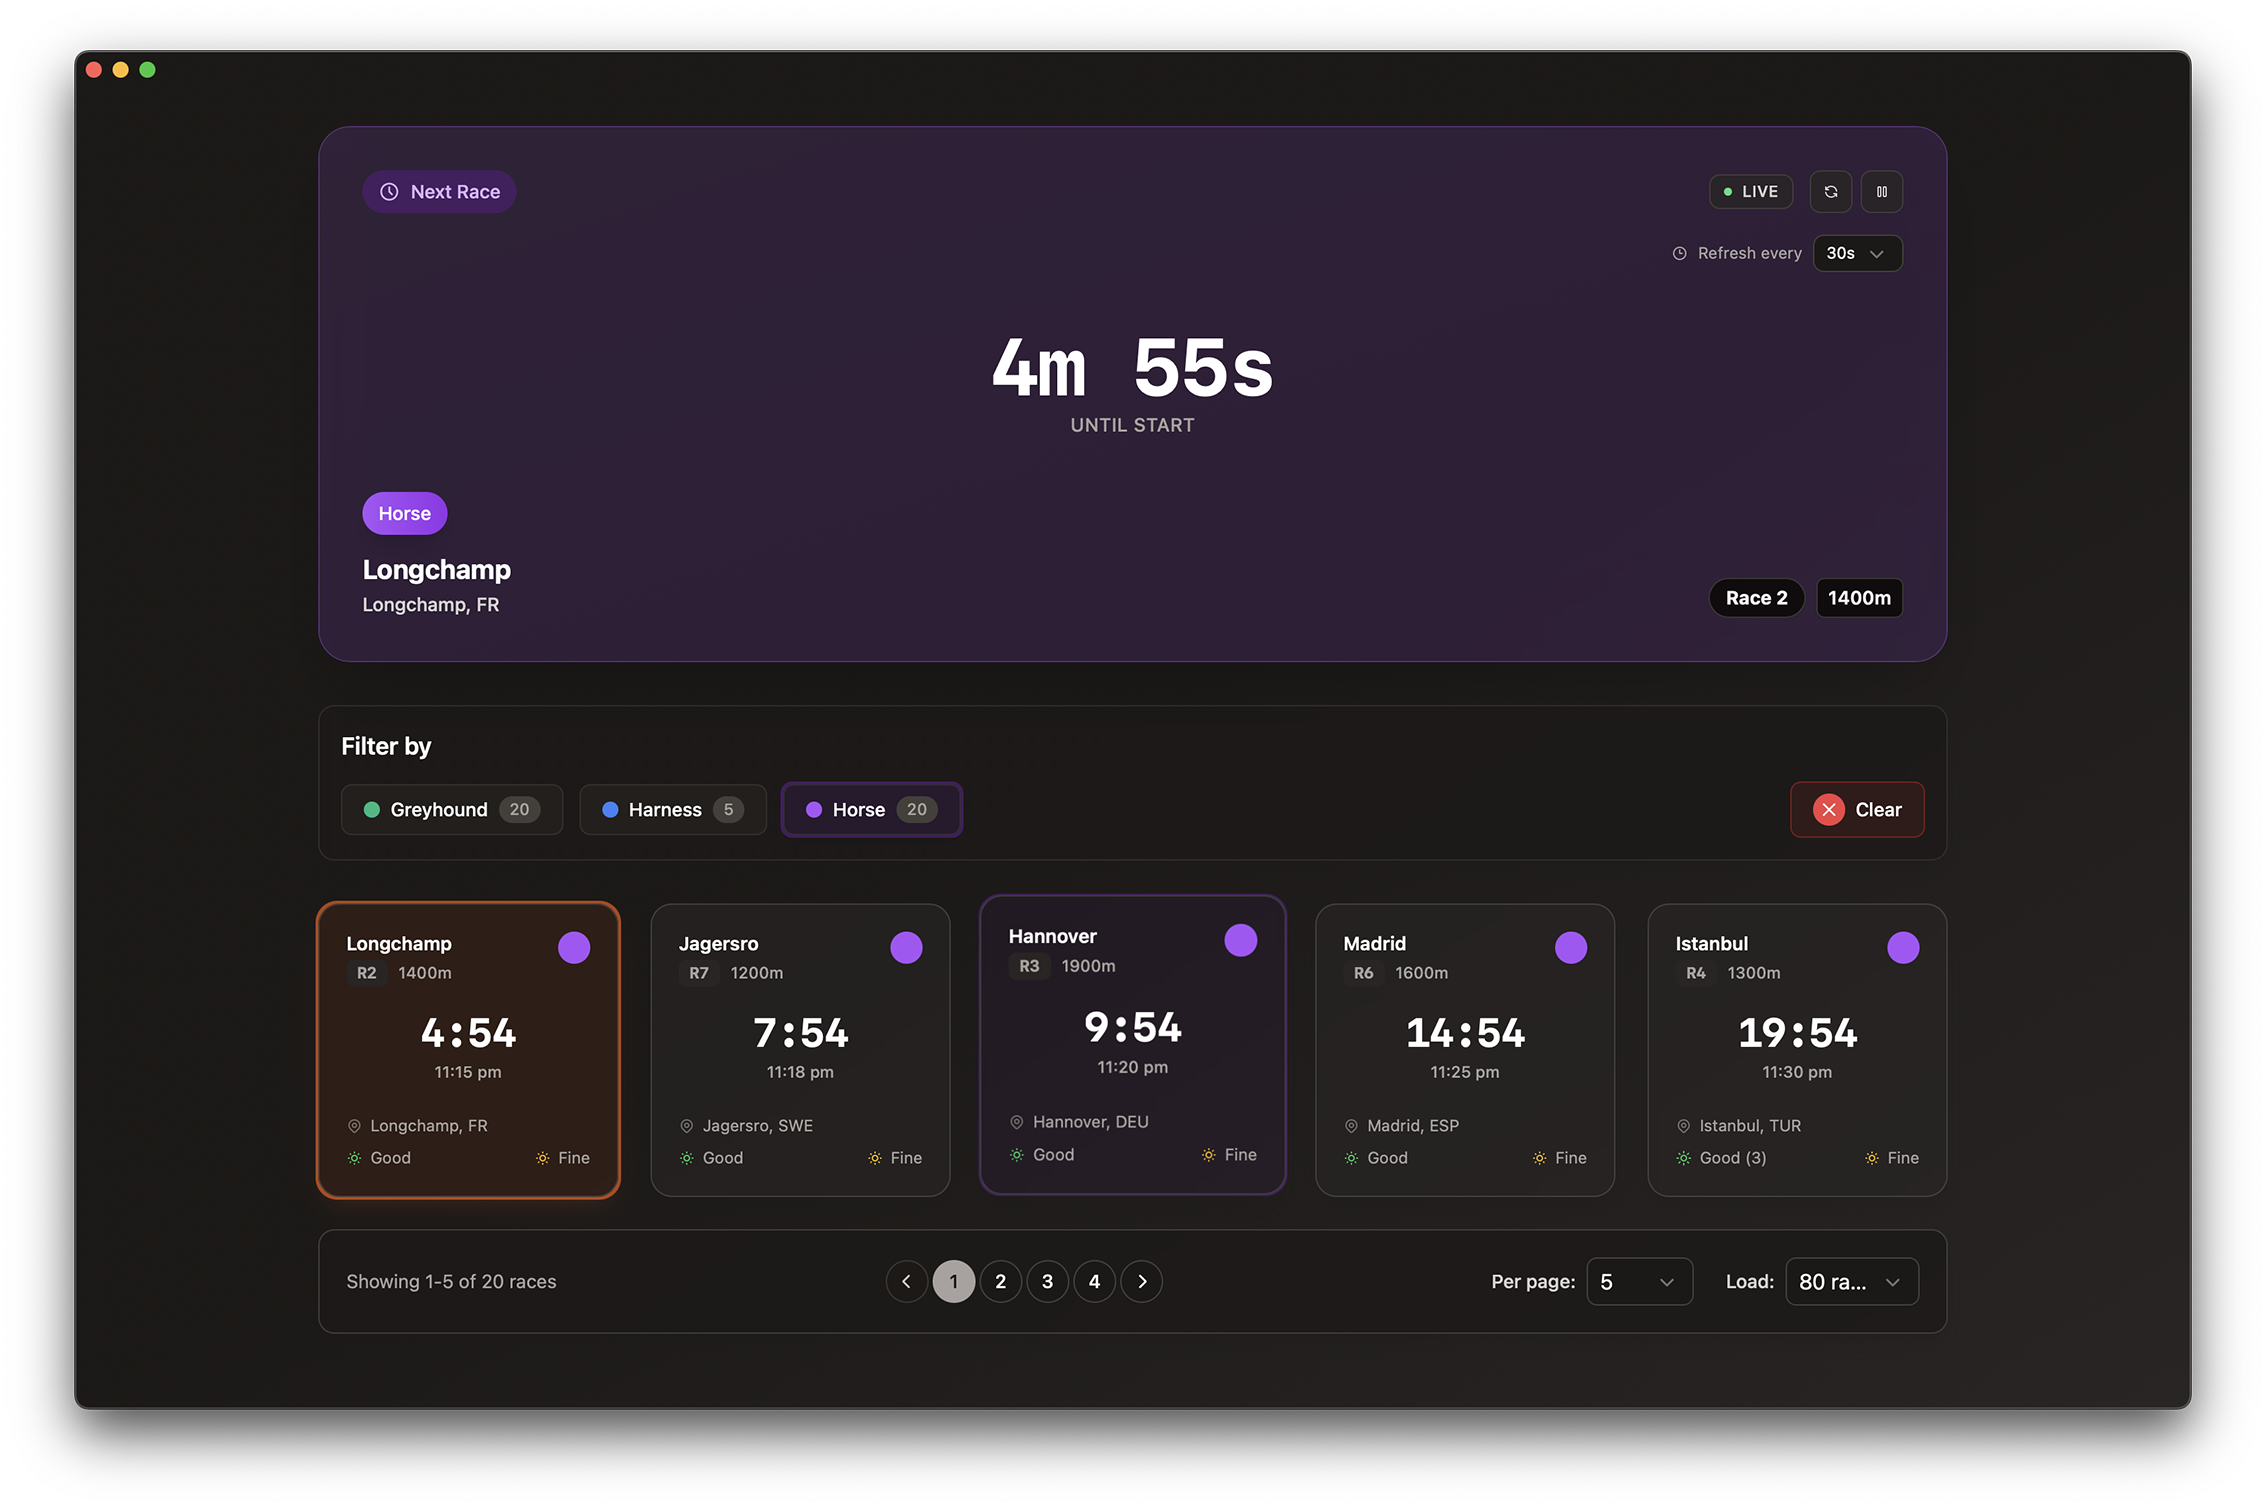 Next Race
LIVE
Refresh every 30s
4m 55s
UNTIL START
Horse
Longchamp
Longchamp, FR
Race 2 1400m
Filter by
Greyhound 20 Harness 5 Horse 20 Clear
Longchamp
R2 1400m
4:54
11:15 pm
Longchamp, FR
Good Fine
Jagersro
R7 1200m
7:54
11:18 pm
Jagersro, SWE
Good Fine
Hannover
R3 1900m
9:54
11:20 pm
Hannover, DEU
Good Fine
Madrid
R6 1600m
14:54
11:25 pm
Madrid, ESP
Good Fine
Istanbul
R4 1300m
19:54
11:30 pm
Istanbul, TUR
Good (3) Fine
Showing 1-5 of 20 races 1 2 3 4 Per page: 5 Load: 80 ra...